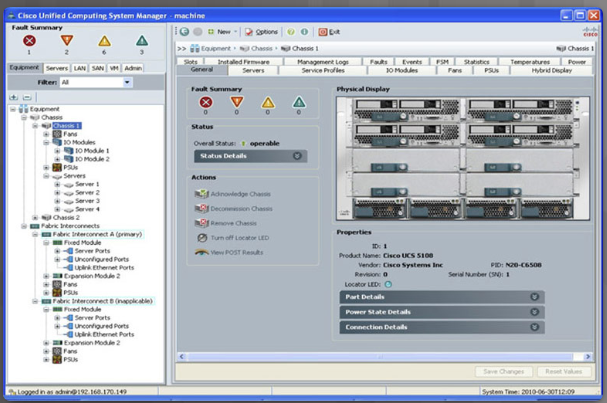 Cisco Unified Computing System Manager - machine
Fault Summary
1 2 6 3
Equipment Servers LAN SAN VM Admin
Filter: All
Equipment
Chassis
Chassis 1
Fans
IO Modules
IO Module 1
IO Module 2
PSUs
Servers
Server 1
Server 2
Server 3
Server 4
Chassis 2
Fabric Interconnects
Fabric Interconnect A (primary)
Fixed Module
Server Ports
Unconfigured Ports
Uplink Ethernet Ports
Expansion Module 2
Fans
PSUs
Fabric Interconnect B (inapplicable)
Fixed Module
Server Ports
Unconfigured Ports
Uplink Ethernet Ports
Expansion Module 2
Fans
PSUs
New Options Exit
CISCO
>> Equipment Chassis Chassis 1 Chassis 1
Slots Installed Firmware Management Logs Faults Events FSM Statistics Temperatures Power
General Servers Service Profiles IO Modules Fans PSUs Hybrid Display
Fault Summary
0 0 0 0
Status
Overall Status: operable
Status Details
Actions
Acknowledge Chassis
Decommission Chassis
Remove Chassis
Turn off Locator LED
View POST Results
Physical Display
Properties
ID: 1
Product Name: Cisco UCS 5108
Vendor: Cisco Systems Inc PID: N20-C6508
Revision: 0 Serial Number (SN): 1
Locator LED:
Part Details
Power State Details
Connection Details
Save Changes Reset Values
Logged in as admin@192.168.170.149 System Time: 2010-06-30T12:09